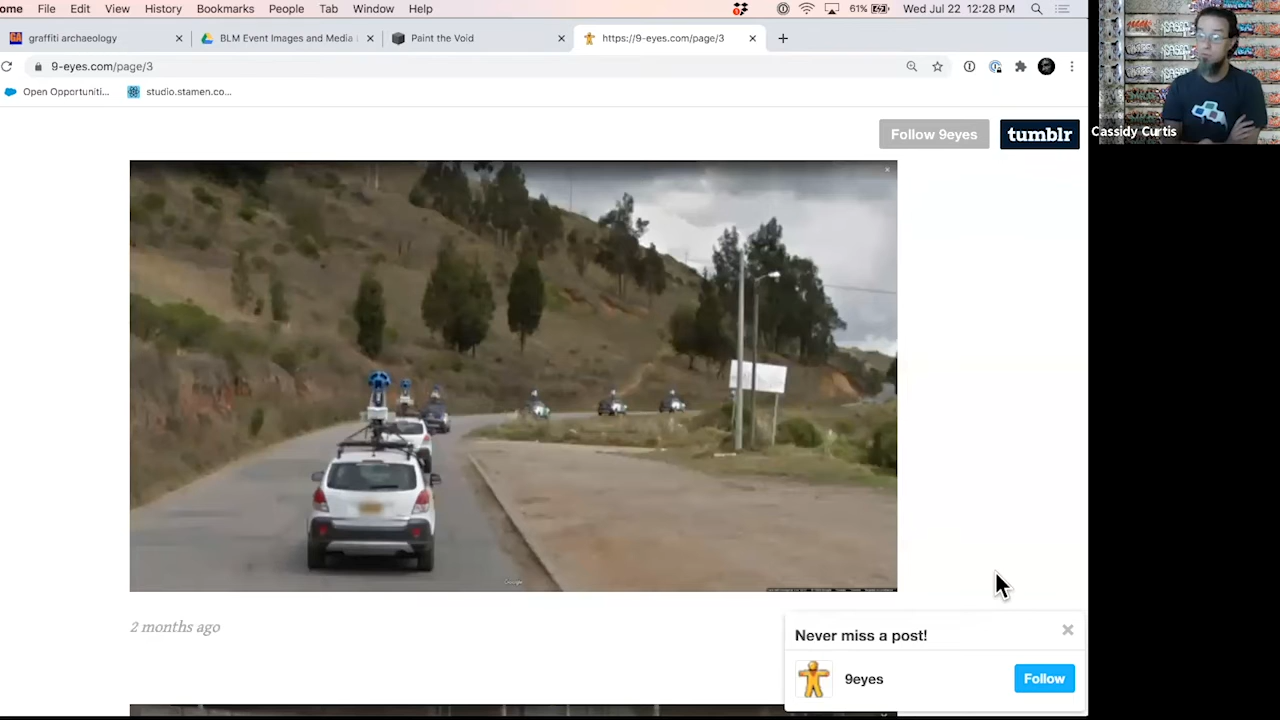 ome File Edit View History Bookmarks People Tab Window Help 61% Wed Jul 22 12:28 PM
graffiti archaeology × BLM Event Images and Media × Paint the Void × https://9-eyes.com/page/3 × +
9-eyes.com/page/3
Open Opportuniti... studio.stamen.co...
Follow 9eyes tumblr
Cassidy Curtis
Google
2 months ago
Never miss a post! ×
9eyes Follow